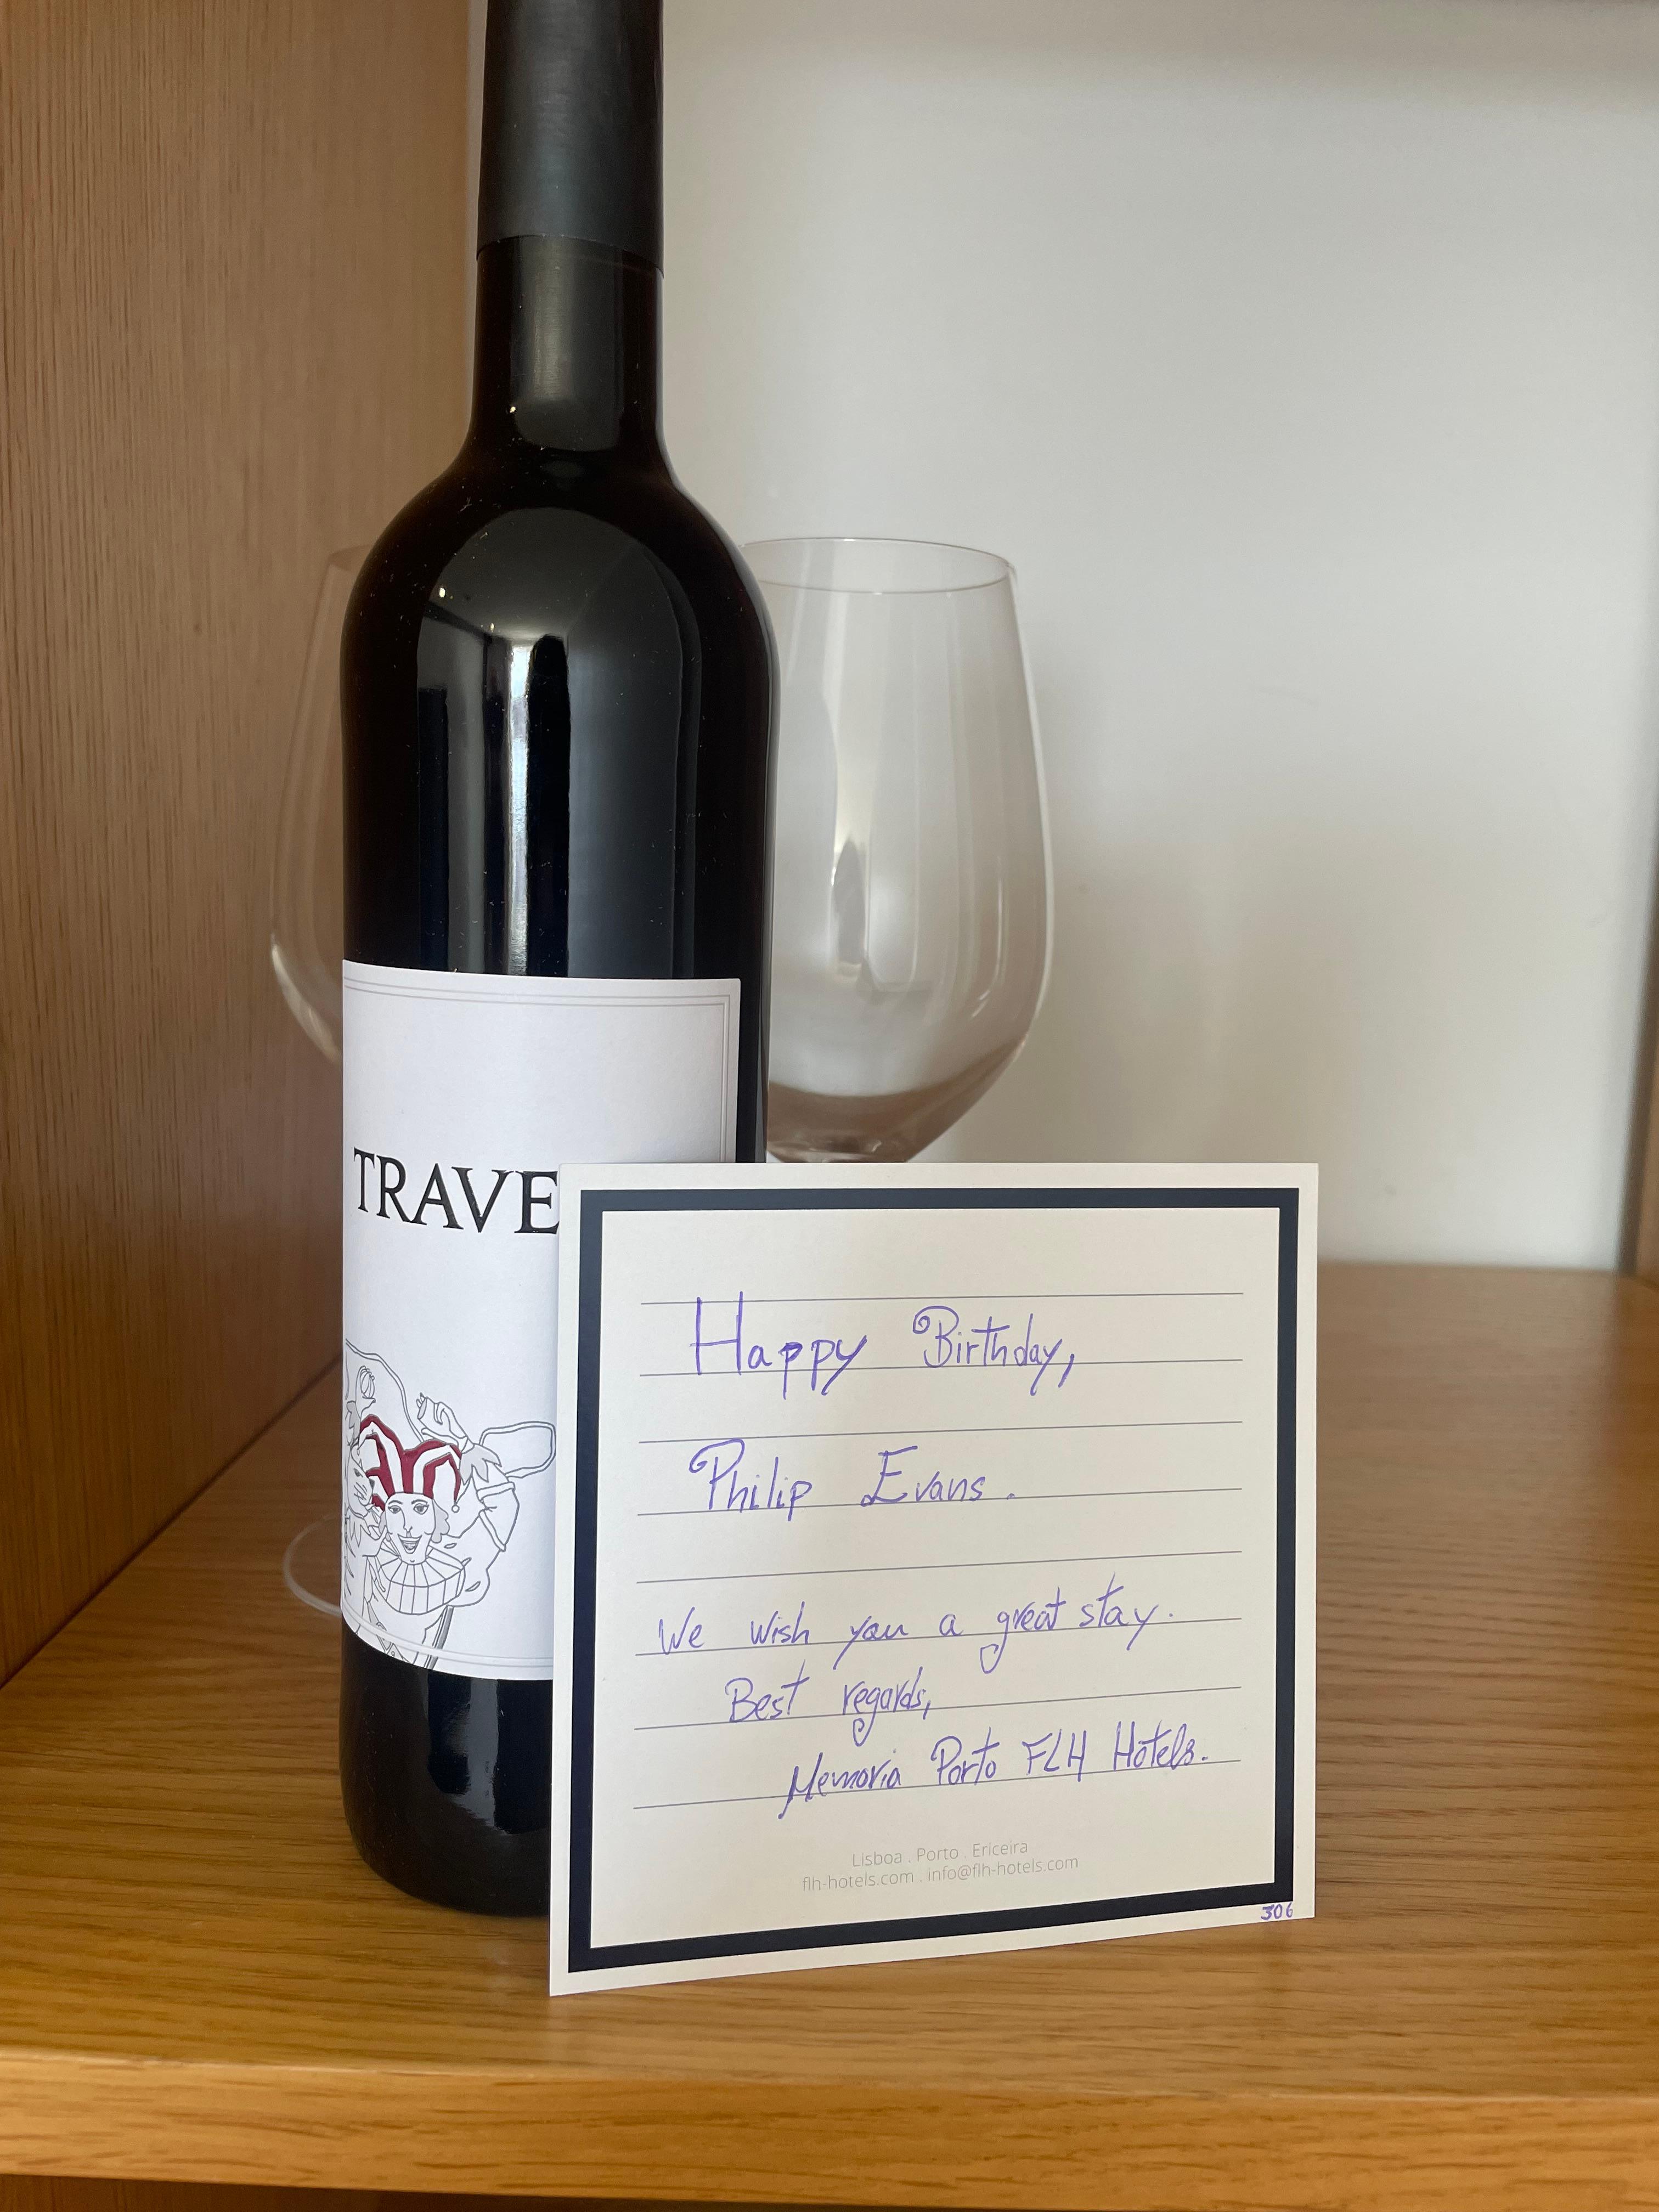 TRAVE
Happy Birthday,
Philip Evans.
We wish you a great stay.
Best regards,
Memoria Porto FLH Hotels.
Lisboa . Porto . Ericeira
flh-hotels.com . info@flh-hotels.com
306